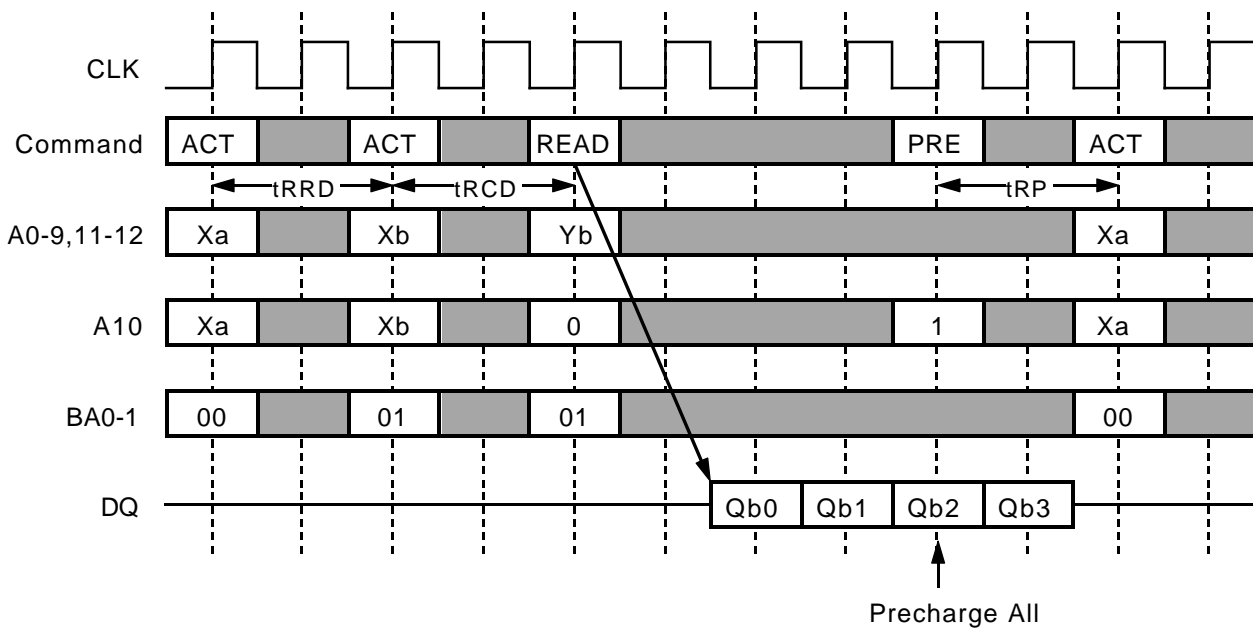 CLK
Command ACT ACT READ PRE ACT
tRRD tRCD tRP
A0-9,11-12 Xa Xb Yb Xa
A10 Xa Xb 0 1 Xa
BA0-1 00 01 01 00
DQ Qb0 Qb1 Qb2 Qb3
Precharge All